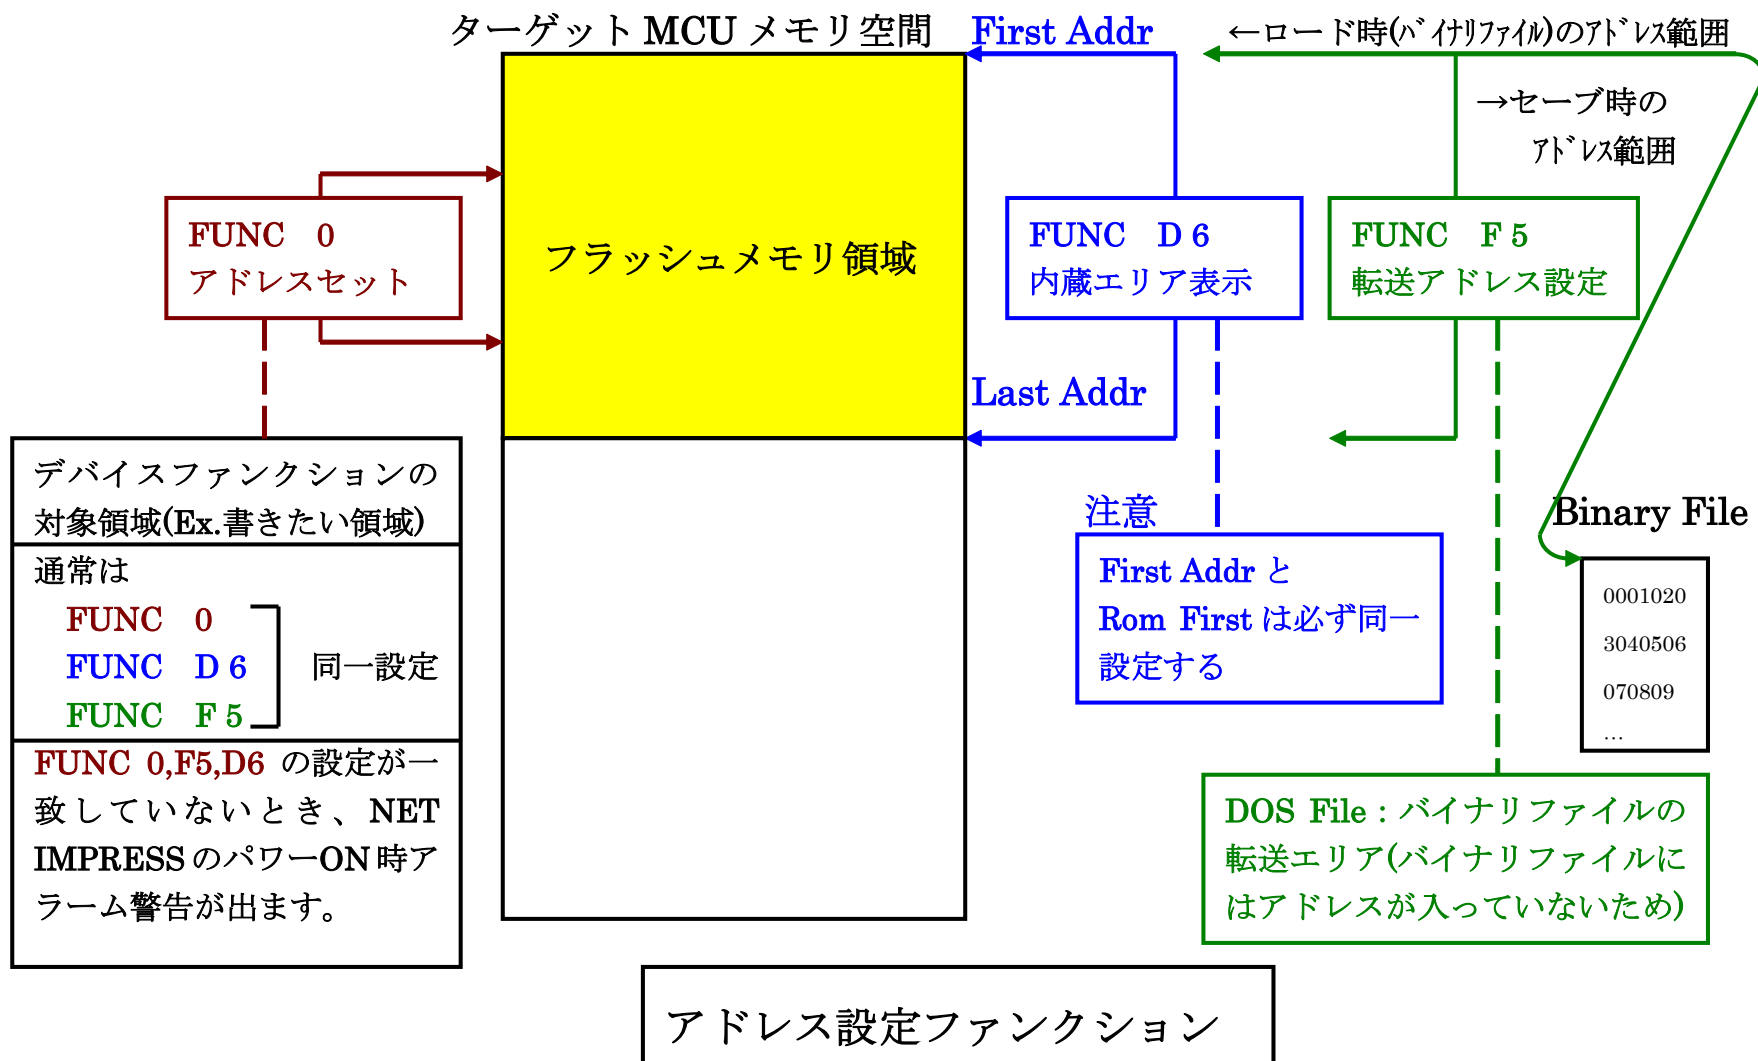 ターゲット MCU メモリ空間
First Addr
←ロード時(バイナリファイル)のアドレス範囲
→セーブ時の
アドレス範囲
FUNC 0
アドレスセット
フラッシュメモリ領域
FUNC D 6
内蔵エリア表示
FUNC F 5
転送アドレス設定
Last Addr
デバイスファンクションの
対象領域(Ex.書きたい領域)
通常は
FUNC 0
FUNC D 6
同一設定
FUNC F 5
FUNC 0,F5,D6 の設定が一
致していないとき、NET
IMPRESS のパワーON 時ア
ラーム警告が出ます。
注意
First Addr と
Rom First は必ず同一
設定する
Binary File
0001020
3040506
070809
…
DOS File : バイナリファイルの
転送エリア(バイナリファイルに
はアドレスが入っていないため)
アドレス設定ファンクション